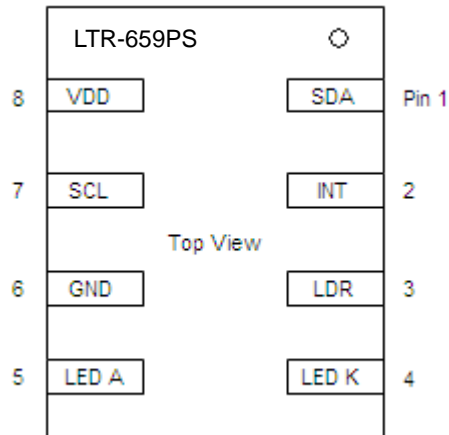 LTR-659PS
8 VDD SDA Pin 1
7 SCL INT 2
Top View
6 GND LDR 3
5 LED A LED K 4